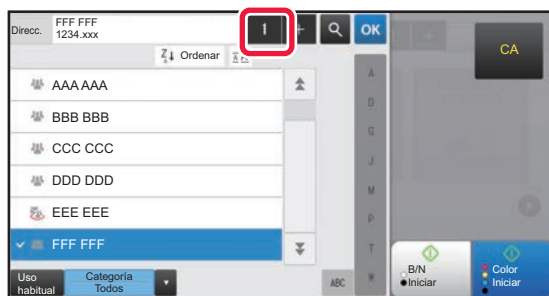 Direcc.
FFF FFF
1234.xxx
1
+
OK
CA
Z
A
Ordenar
AAA AAA
BBB BBB
CCC CCC
DDD DDD
EEE EEE
FFF FFF
A
D
G
J
M
P
T
W
ABC
Uso
habitual
Categoría
Todos
B/N
Iniciar
Color
Iniciar